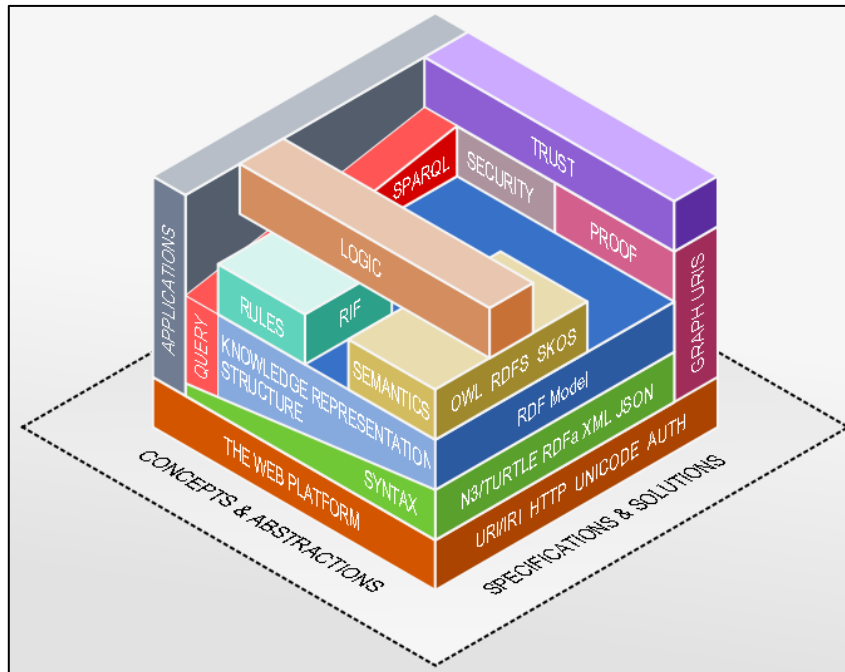 TRUST
SPARQL
SECURITY
PROOF
APPLICATIONS
LOGIC
GRAPH URIS
RULES
RIF
QUERY
KNOWLEDGE REPRESENTATION
STRUCTURE
SEMANTICS
OWL RDFS SKOS
RDF Model
SYNTAX
N3/TURTLE RDFa XML JSON
THE WEB PLATFORM
URI/IRI HTTP UNICODE AUTH
CONCEPTS & ABSTRACTIONS
SPECIFICATIONS & SOLUTIONS